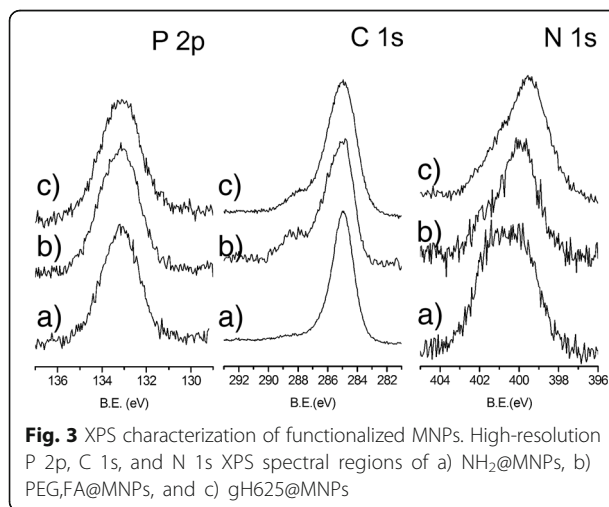 P 2p C 1s N 1s
c) c) c)
b) b) b)
a) a) a)
136 134 132 130 292 290 288 286 284 282 281 404 402 400 398 396
B.E. (eV) B.E.(eV) B.E.(eV)
Fig. 3 XPS characterization of functionalized MNPs. High-resolution
P 2p, C 1s, and N 1s XPS spectral regions of a) NH₂@MNPs, b)
PEG,FA@MNPs, and c) gH625@MNPs